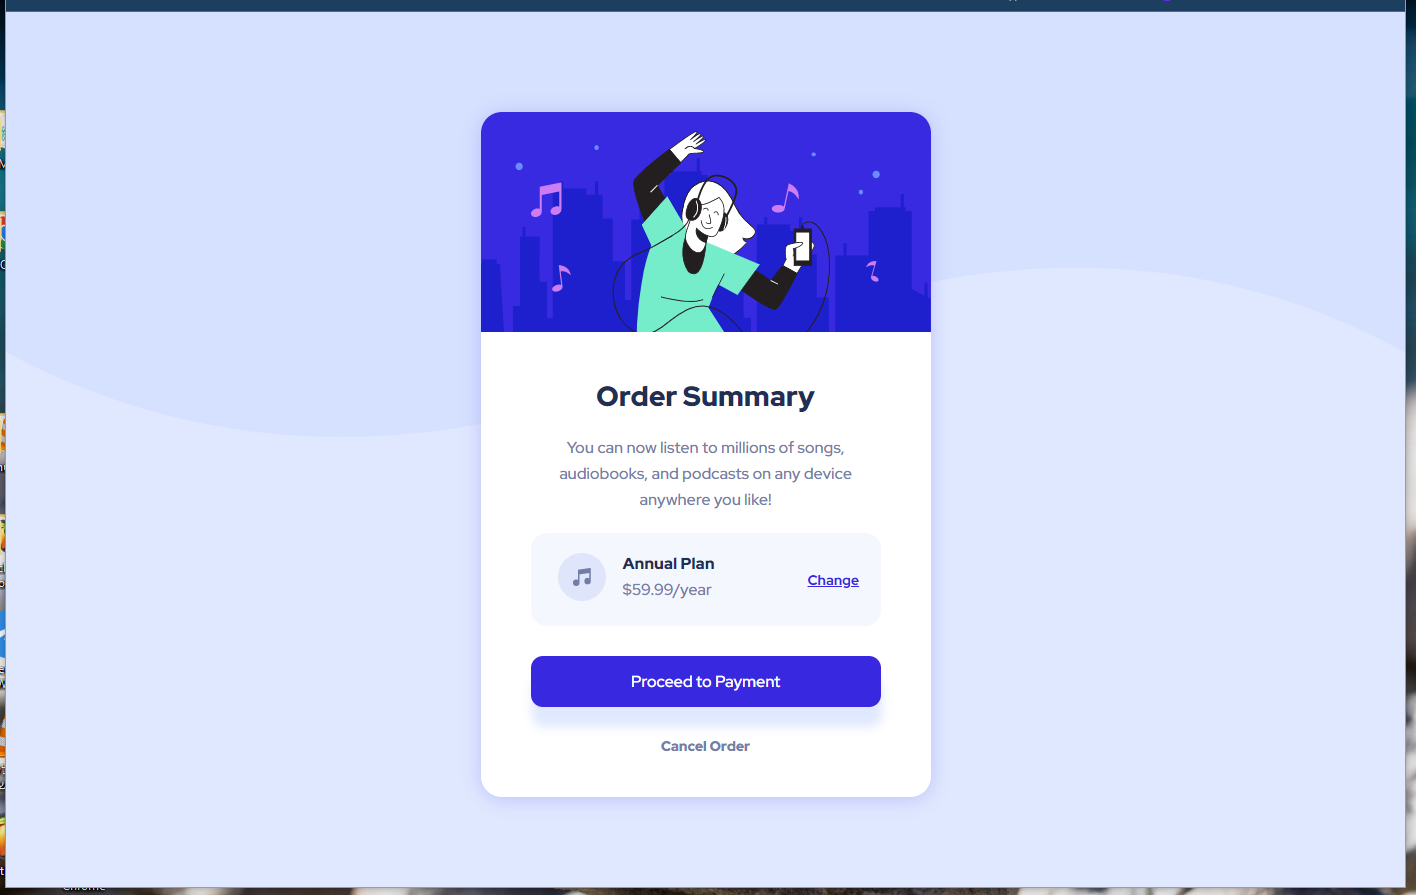 Order Summary
You can now listen to millions of songs,
audiobooks, and podcasts on any device
anywhere you like!
Annual Plan
$59.99/year
Change
Proceed to Payment
Cancel Order
Chrome